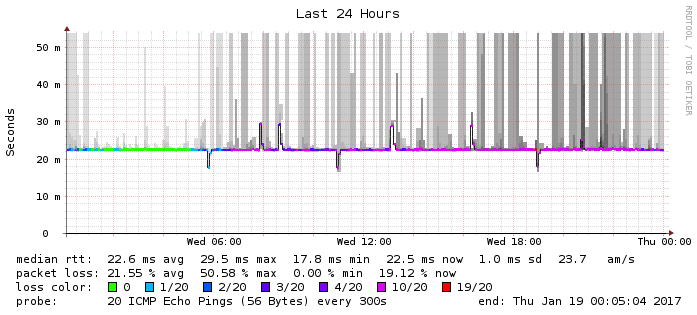 Last 24 Hours
RRDTOOL / TOBI OETIKER
Seconds
50 m
40 m
30 m
20 m
10 m
0
Wed 06:00 Wed 12:00 Wed 18:00 Thu 00:00
median rtt: 22.6 ms avg 29.5 ms max 17.8 ms min 22.5 ms now 1.0 ms sd 23.7 am/s
packet loss: 21.55 % avg 50.58 % max 0.00 % min 19.12 % now
loss color: 0 1/20 2/20 3/20 4/20 10/20 19/20
probe: 20 ICMP Echo Pings (56 Bytes) every 300s end: Thu Jan 19 00:05:04 2017